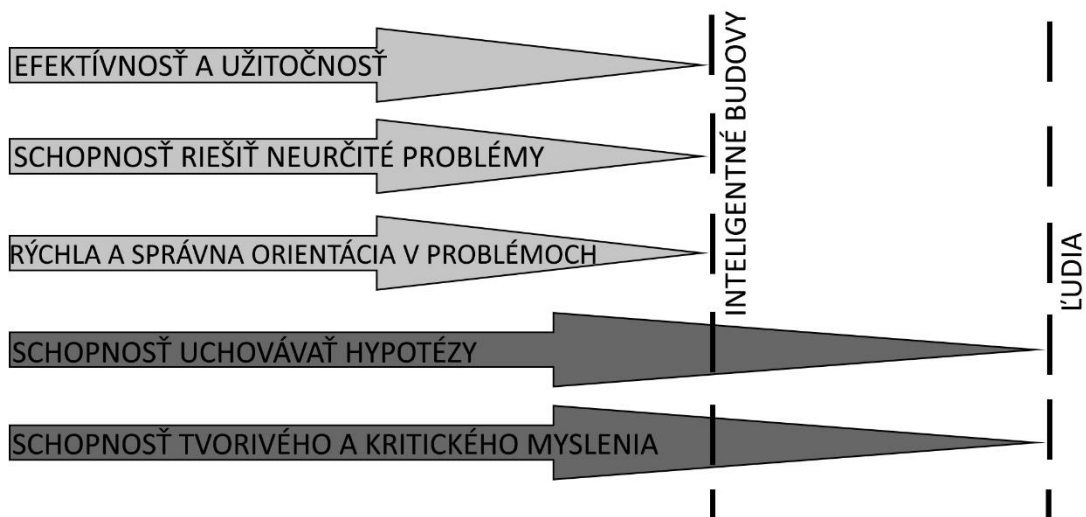 EFEKTÍVNOSŤ A UŽITOČNOSŤ
SCHOPNOSŤ RIEŠIŤ NEURČITÉ PROBLÉMY
RÝCHLA A SPRÁVNA ORIENTÁCIA V PROBLÉMOCH
SCHOPNOSŤ UCHOVÁVAŤ HYPOTÉZY
SCHOPNOSŤ TVORIVÉHO A KRITICKÉHO MYSLENIA
INTELIGENTNÉ BUDOVY
ĽUDIA